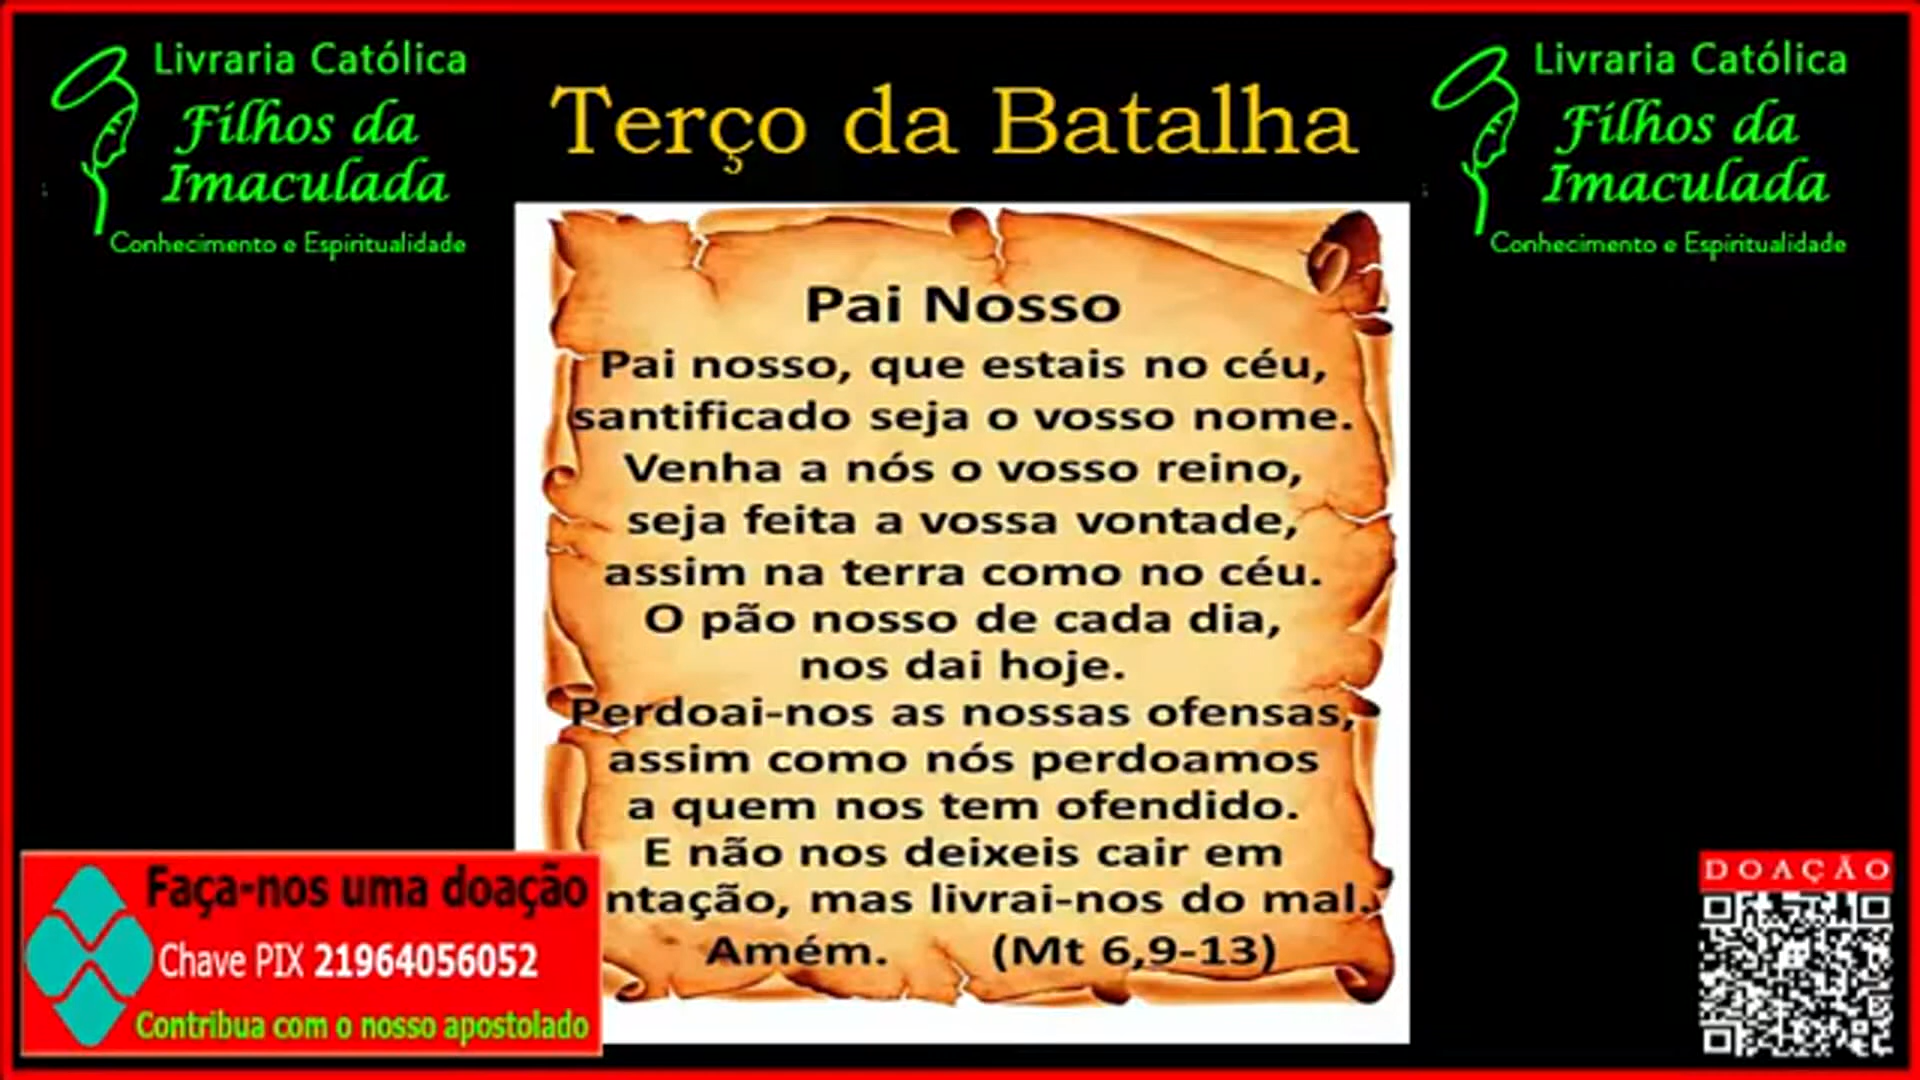 Livraria Católica
Filhos da
Imaculada
Conhecimento e Espiritualidade
Terço da Batalha
Livraria Católica
Filhos da
Imaculada
Conhecimento e Espiritualidade
Pai Nosso
Pai nosso, que estais no céu,
santificado seja o vosso nome.
Venha a nós o vosso reino,
seja feita a vossa vontade,
assim na terra como no céu.
O pão nosso de cada dia,
nos dai hoje.
Perdoai-nos as nossas ofensas,
assim como nós perdoamos
a quem nos tem ofendido.
E não nos deixeis cair em
ntação, mas livrai-nos do mal.
Amém. (Mt 6,9-13)
Faça-nos uma doação
Chave PIX 21964056052
Contribua com o nosso apostolado
DOAÇÃO